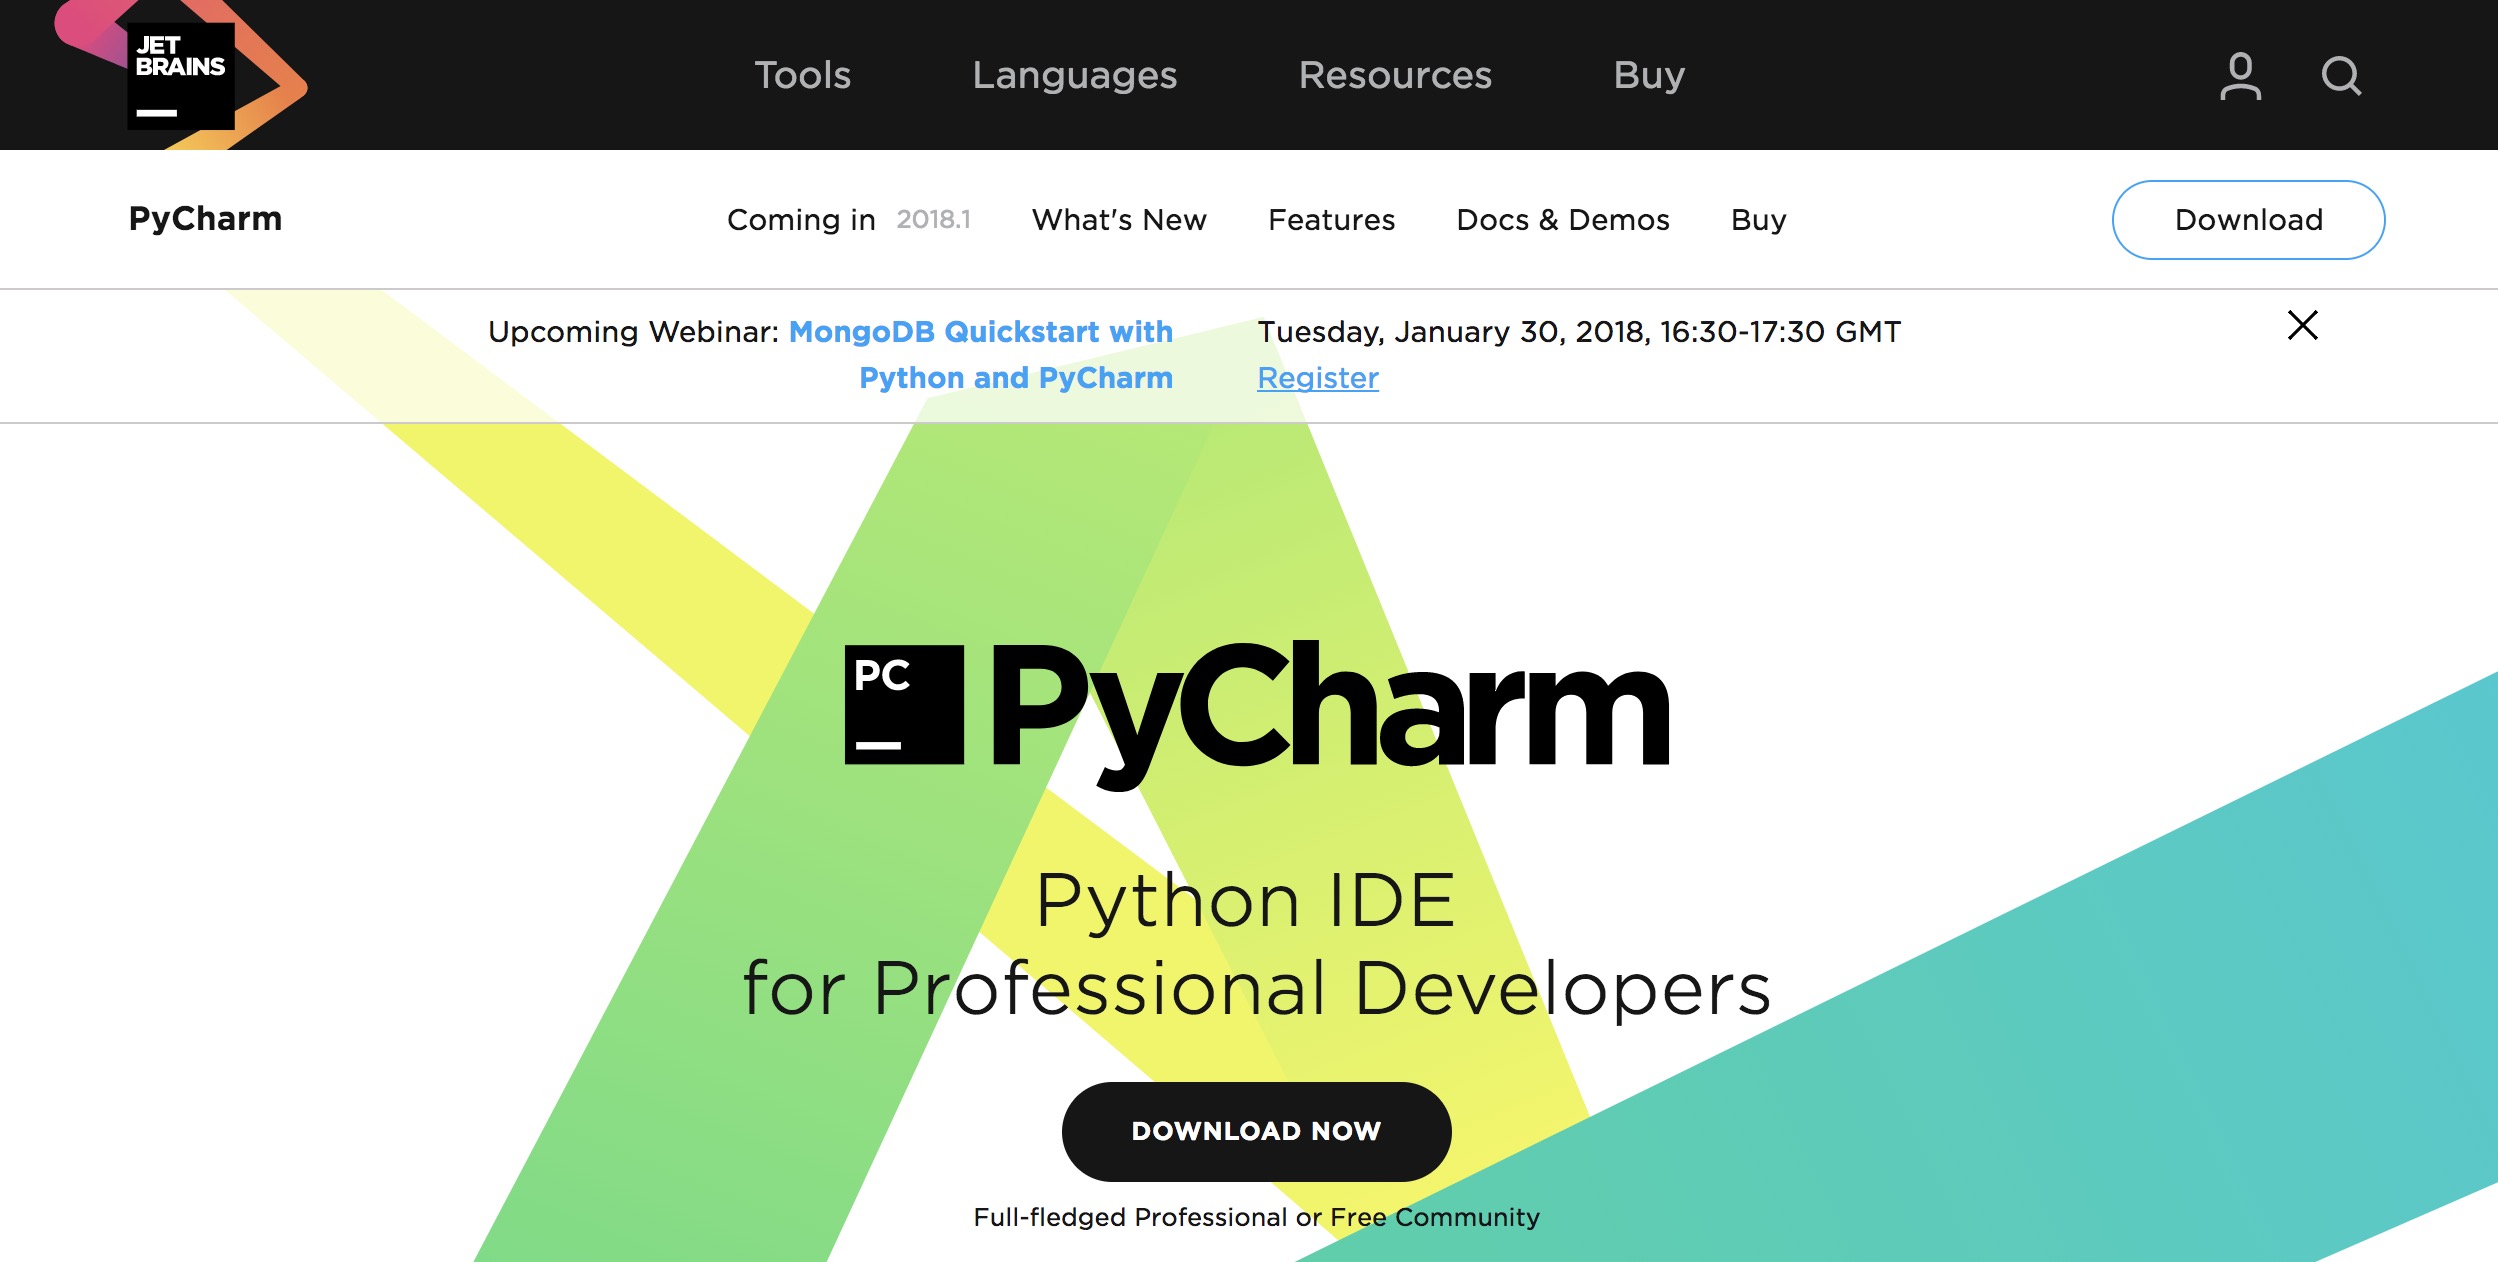 JET
BRAINS
Tools Languages Resources Buy
PyCharm Coming in 2018.1 What's New Features Docs & Demos Buy Download
Upcoming Webinar: MongoDB Quickstart with
Python and PyCharm
Tuesday, January 30, 2018, 16:30-17:30 GMT
Register
PC PyCharm
Python IDE
for Professional Developers
DOWNLOAD NOW
Full-fledged Professional or Free Community